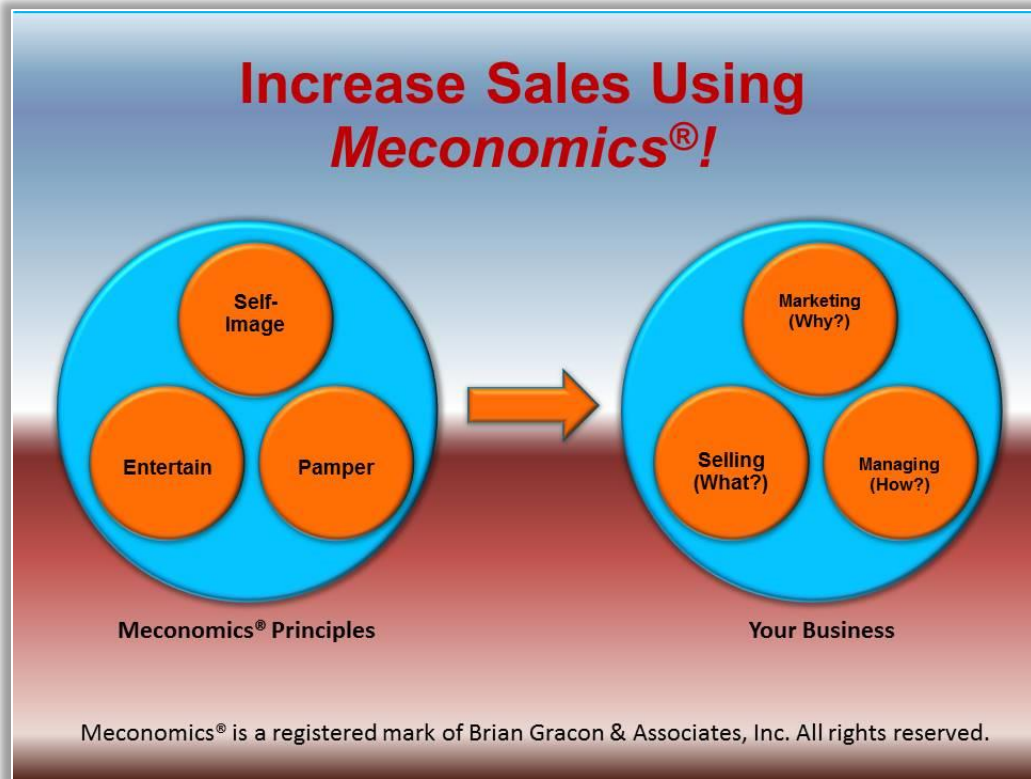 Increase Sales Using
Meconomics®!
Self-
Image
Entertain
Pamper
Meconomics® Principles
Marketing
(Why?)
Selling
(What?)
Managing
(How?)
Your Business
Meconomics® is a registered mark of Brian Gracon & Associates, Inc. All rights reserved.